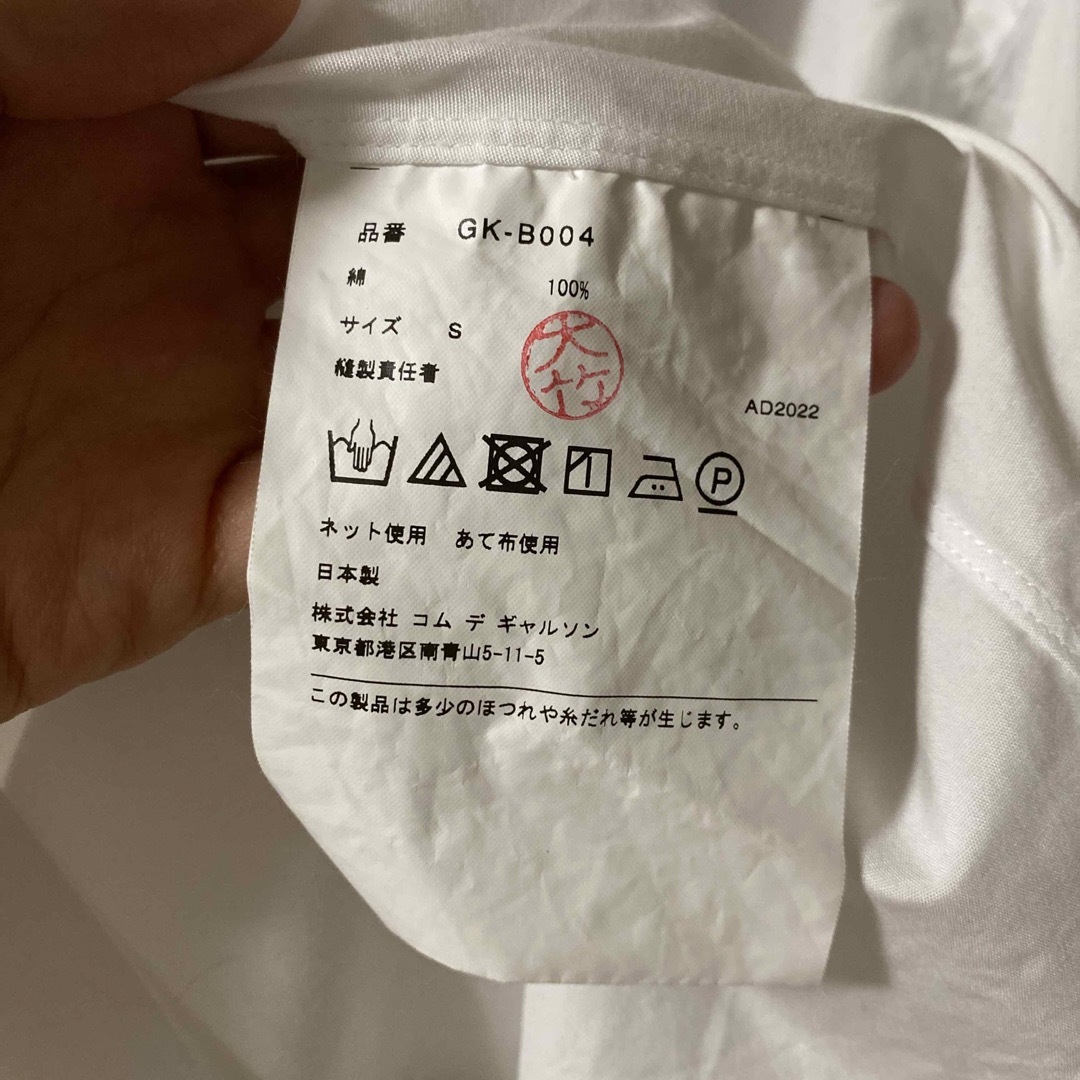 品番 GK-B004
綿 100%
サイズ S
縫製責任者 大竹
AD2022
P
ネット使用 あて布使用
日本製
株式会社 コム デ ギャルソン
東京都港区南青山5-11-5
この製品は多少のほつれや糸だれ等が生じます。